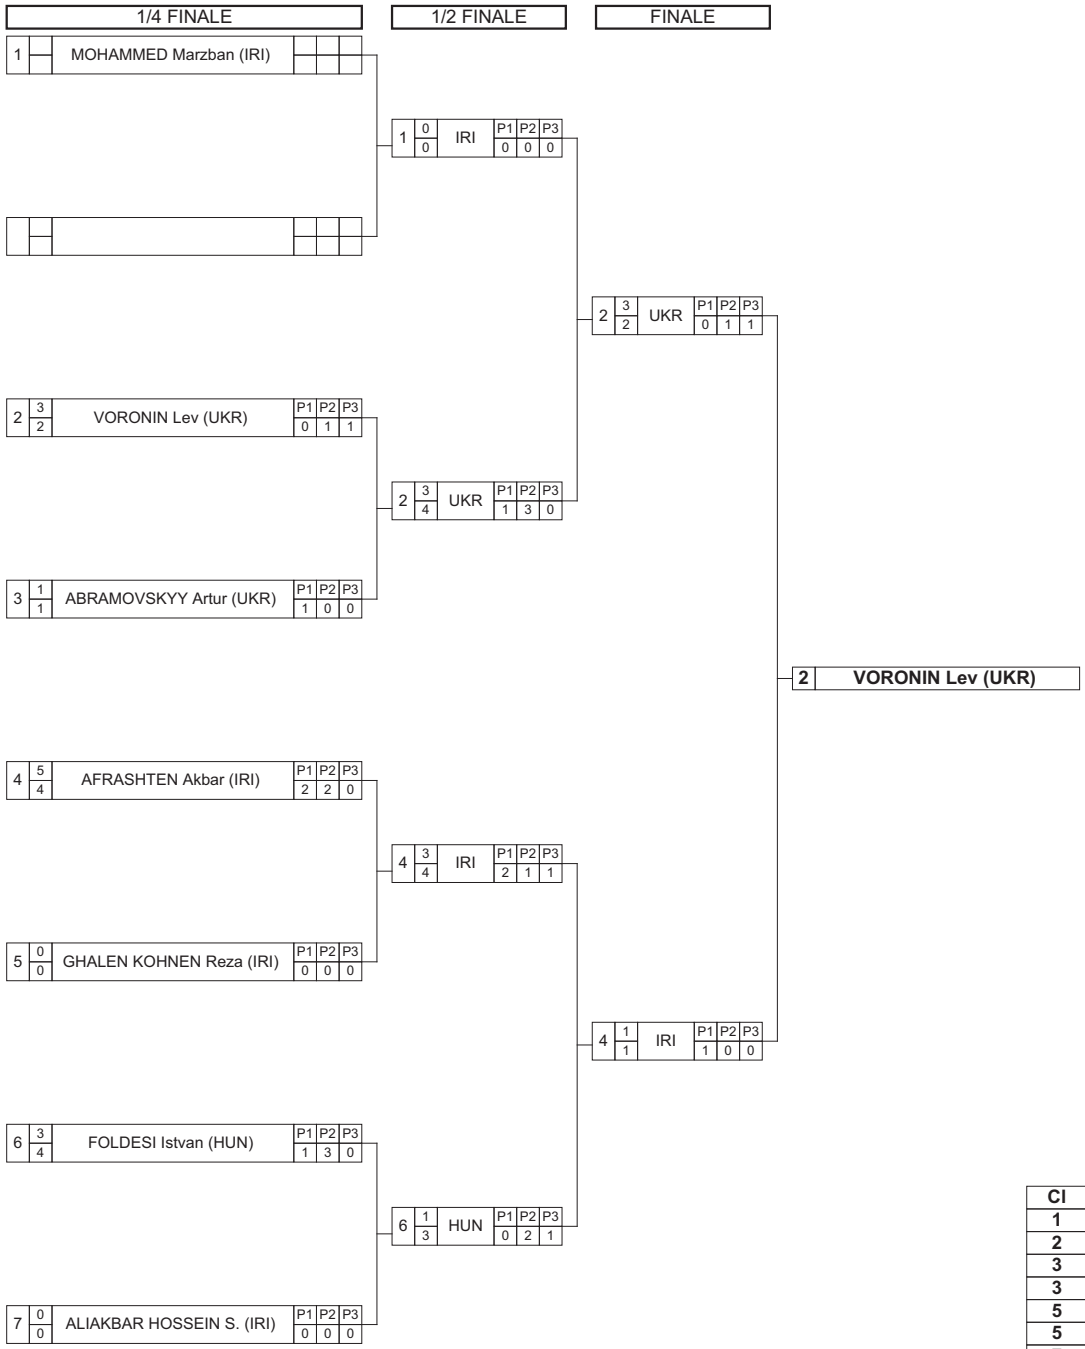 1/4 FINALE 1/2 FINALE FINALE
1 MOHAMMED Marzban (IRI)
1 0 IRI P1 P2 P3
0 0 0 0
2 3 UKR P1 P2 P3
2 0 1 1
2 3 VORONIN Lev (UKR) P1 P2 P3
2 0 1 1
2 3 UKR P1 P2 P3
4 1 3 0
3 1 ABRAMOVSKYY Artur (UKR) P1 P2 P3
1 1 0 0
2 VORONIN Lev (UKR)
4 5 AFRASHTEN Akbar (IRI) P1 P2 P3
4 2 2 0
4 3 IRI P1 P2 P3
4 2 1 1
5 0 GHALEN KOHNEN Reza (IRI) P1 P2 P3
0 0 0 0
4 1 IRI P1 P2 P3
1 1 0 0
6 3 FOLDESI Istvan (HUN) P1 P2 P3
4 1 3 0
6 1 HUN P1 P2 P3
3 0 2 1
7 0 ALIAKBAR HOSSEIN S. (IRI) P1 P2 P3
0 0 0 0
Cl
1
2
3
3
5
5